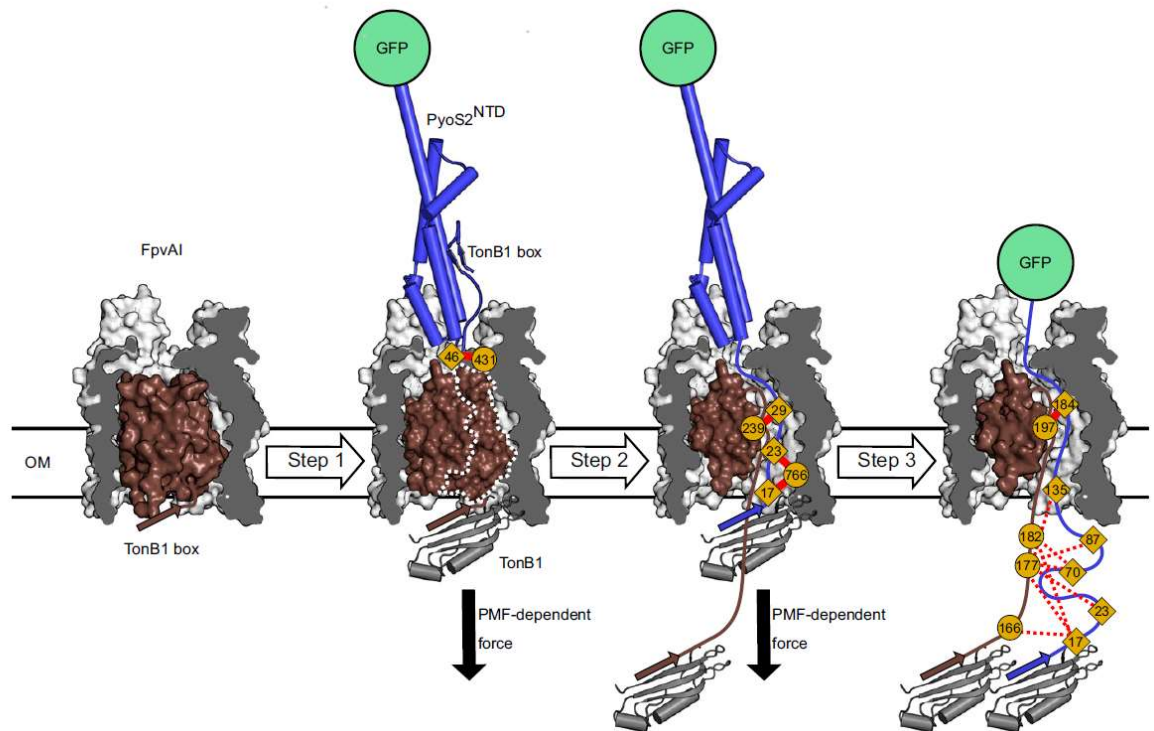 GFP
GFP
PyoS2NTD
TonB1 box
FpvAI
GFP
46
431
29
239
23
766
17
184
197
135
OM
Step 1
Step 2
Step 3
TonB1 box
TonB1
182
87
177
70
23
166
17
PMF-dependent
force
PMF-dependent
force